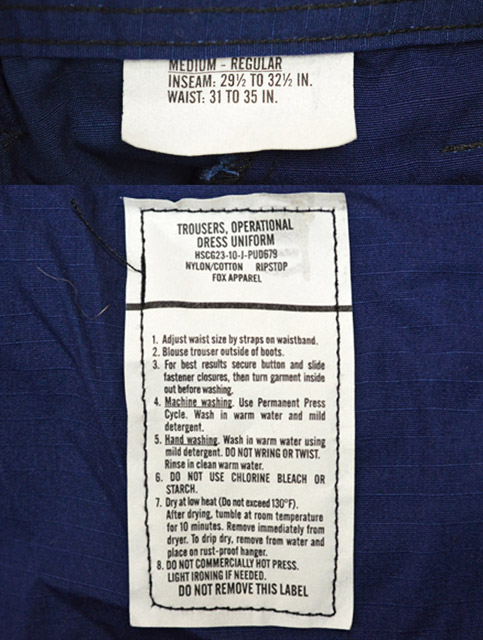 MEDIUM - REGULAR
INSEAM: 29½ TO 32½ IN.
WAIST: 31 TO 35 IN.
TROUSERS, OPERATIONAL
DRESS UNIFORM
HSCG23-10-J-PUD679
NYLON/COTTON RIPSTOP
FOX APPAREL
1. Adjust waist size by straps on waistband.
2. Blouse trouser outside of boots.
3. For best results secure button and slide
fastener closures, then turn garment inside
out before washing.
4. Machine washing. Use Permanent Press
Cycle. Wash in warm water and mild
detergent.
5. Hand washing. Wash in warm water using
mild detergent. DO NOT WRING OR TWIST.
Rinse in clean warm water.
6. DO NOT USE CHLORINE BLEACH OR
STARCH.
7. Dry at low heat (Do not exceed 130°F).
After drying, tumble at room temperature
for 10 minutes. Remove immediately from
dryer. To drip dry, remove from water and
place on rust-proof hanger.
8. DO NOT COMMERCIALLY HOT PRESS.
LIGHT IRONING IF NEEDED.
DO NOT REMOVE THIS LABEL